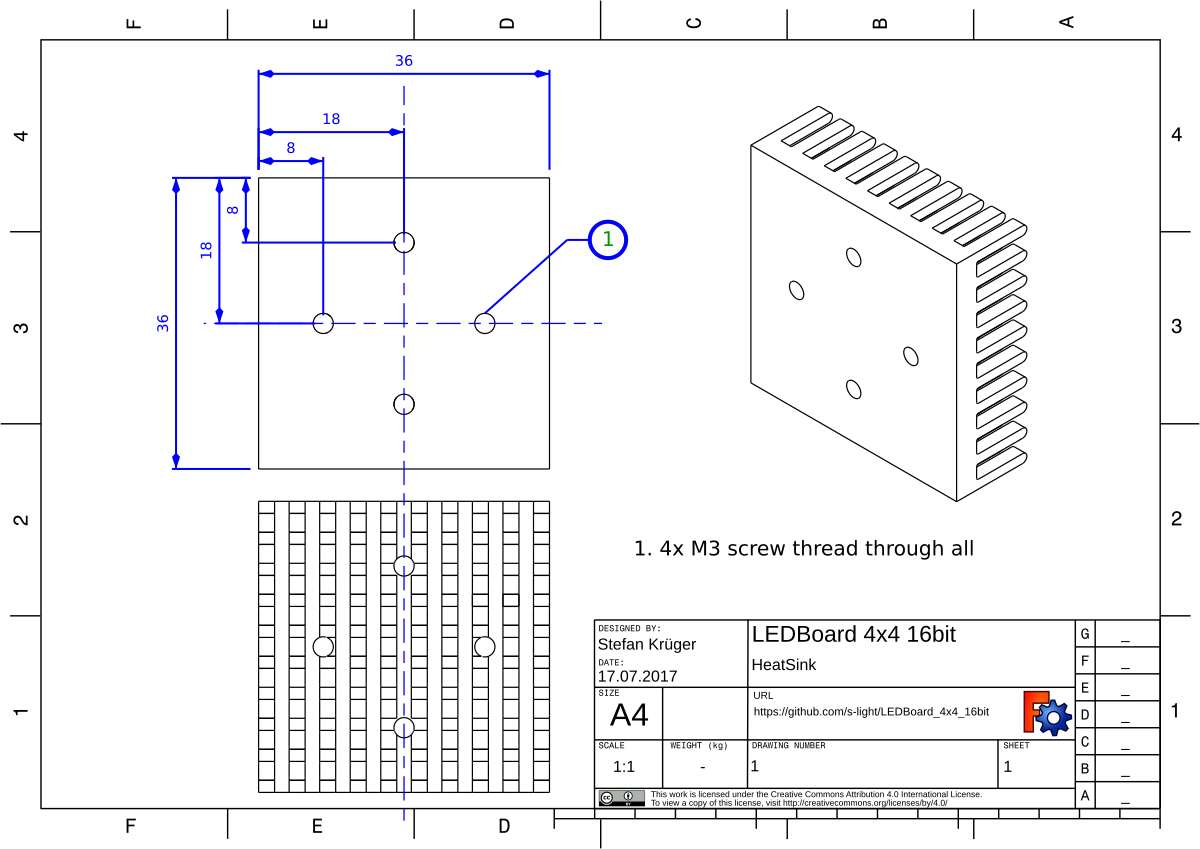 F E D C B A
36
18
8
4 4
8
18
1
36
3 3
2 2
1. 4x M3 screw thread through all
DESIGNED BY:
Stefan Krüger
DATE:
17.07.2017
LEDBoard 4x4 16bit
HeatSink
G _
F _
E _
D _
C _
B _
A _
SIZE
A4
URL
https://github.com/s-light/LEDBoard_4x4_16bit
F
1 1
SCALE
1:1
WEIGHT (kg)
-
DRAWING NUMBER
1
SHEET
1
cc BY
This work is licensed under the Creative Commons Attribution 4.0 International License.
To view a copy of this license, visit http://creativecommons.org/licenses/by/4.0/
F E D C B A